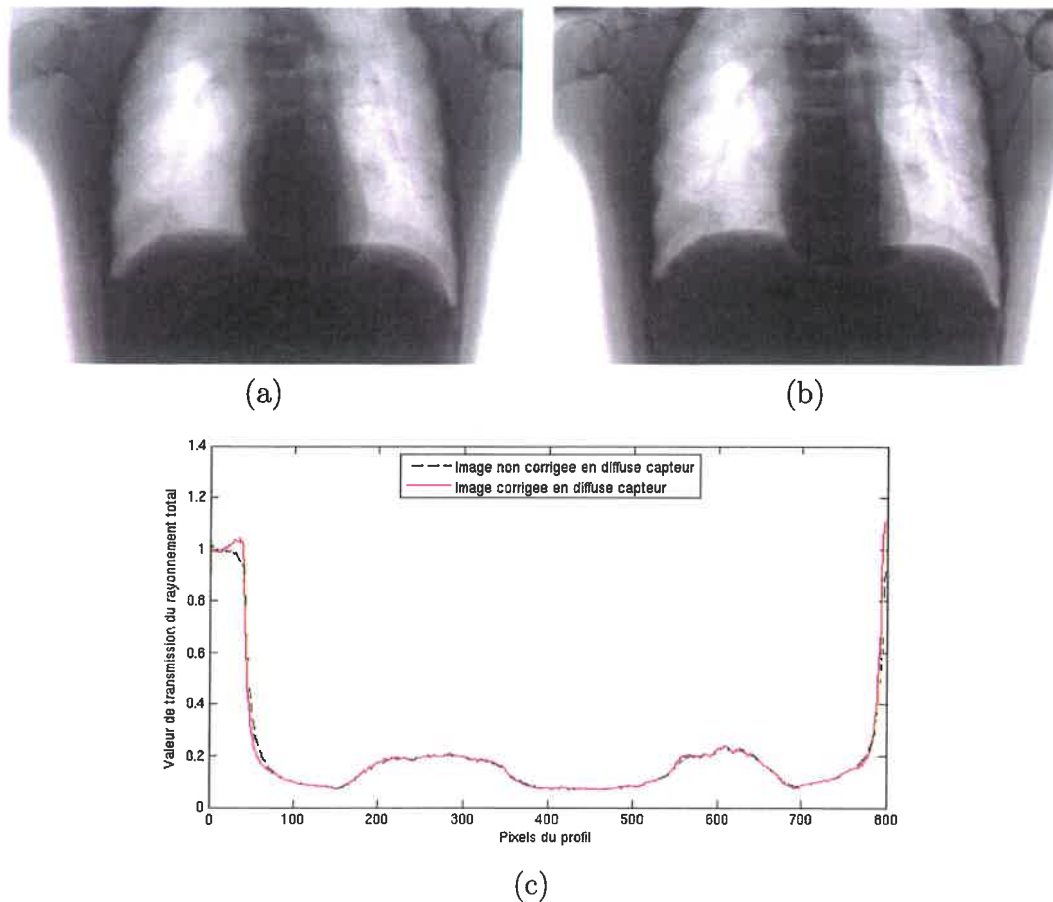 (a)
(b)
1.4
1.2
1
0.8
0.6
0.4
0.2
0
Image non corrigee en diffuse capteur
Image corrigee en diffuse capteur
Valeur de transmission du rayonnement total
0 100 200 300 400 500 600 700 800
Pixels du profil
(c)